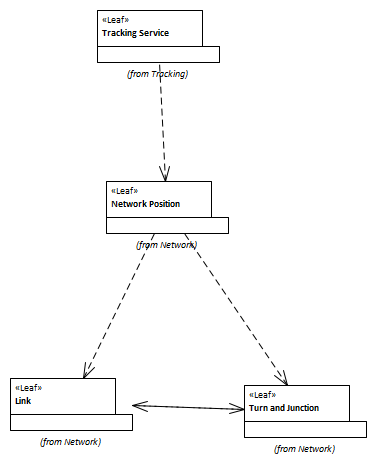 «Leaf»
Tracking Service
(from Tracking)
«Leaf»
Network Position
(from Network)
«Leaf»
Link
(from Network)
«Leaf»
Turn and Junction
(from Network)